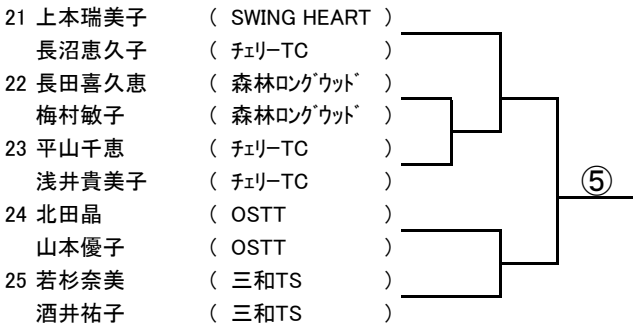 21 上本瑞美子 ( SWING HEART )
長沼恵久子 ( ﾁｪﾘｰTC )
22 長田喜久恵 ( 森林ﾛﾝｸﾞｳｯﾄﾞ )
梅村敏子 ( 森林ﾛﾝｸﾞｳｯﾄﾞ )
23 平山千恵 ( ﾁｪﾘｰTC )
浅井貴美子 ( ﾁｪﾘｰTC )
⑤
24 北田晶 ( OSTT )
山本優子 ( OSTT )
25 若杉奈美 ( 三和TS )
酒井祐子 ( 三和TS )